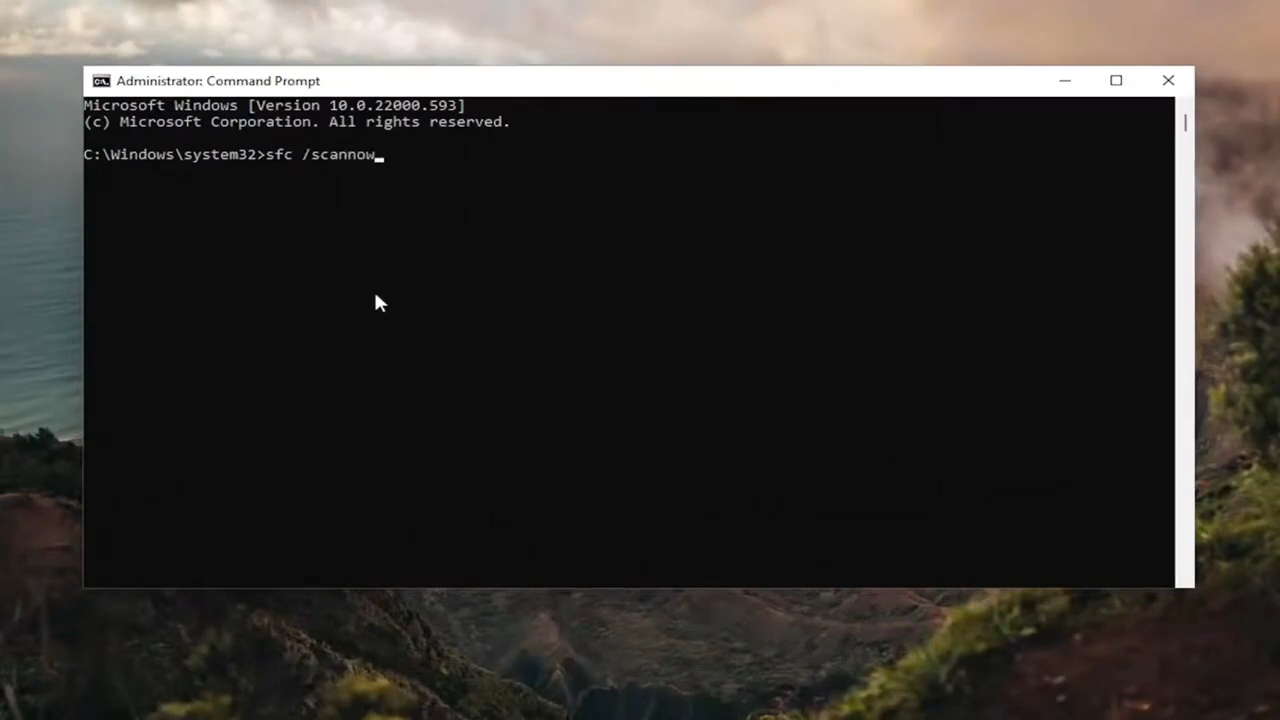 Administrator: Command Prompt
Microsoft Windows [Version 10.0.22000.593]
(c) Microsoft Corporation. All rights reserved.
C:\Windows\system32>sfc /scannow